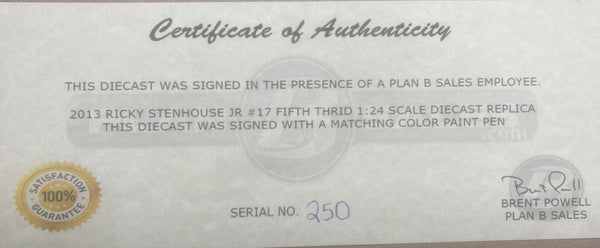 Certificate of Authenticity
THIS DIECAST WAS SIGNED IN THE PRESENCE OF A PLAN B SALES EMPLOYEE.
2013 RICKY STENHOUSE JR #17 FIFTH THRID 1:24 SCALE DIECAST REPLICA
THIS DIECAST WAS SIGNED WITH A MATCHING COLOR PAINT PEN
.com
SATISFACTION
100%
GUARANTEE
SERIAL NO. 250
BRENT POWELL
PLAN B SALES